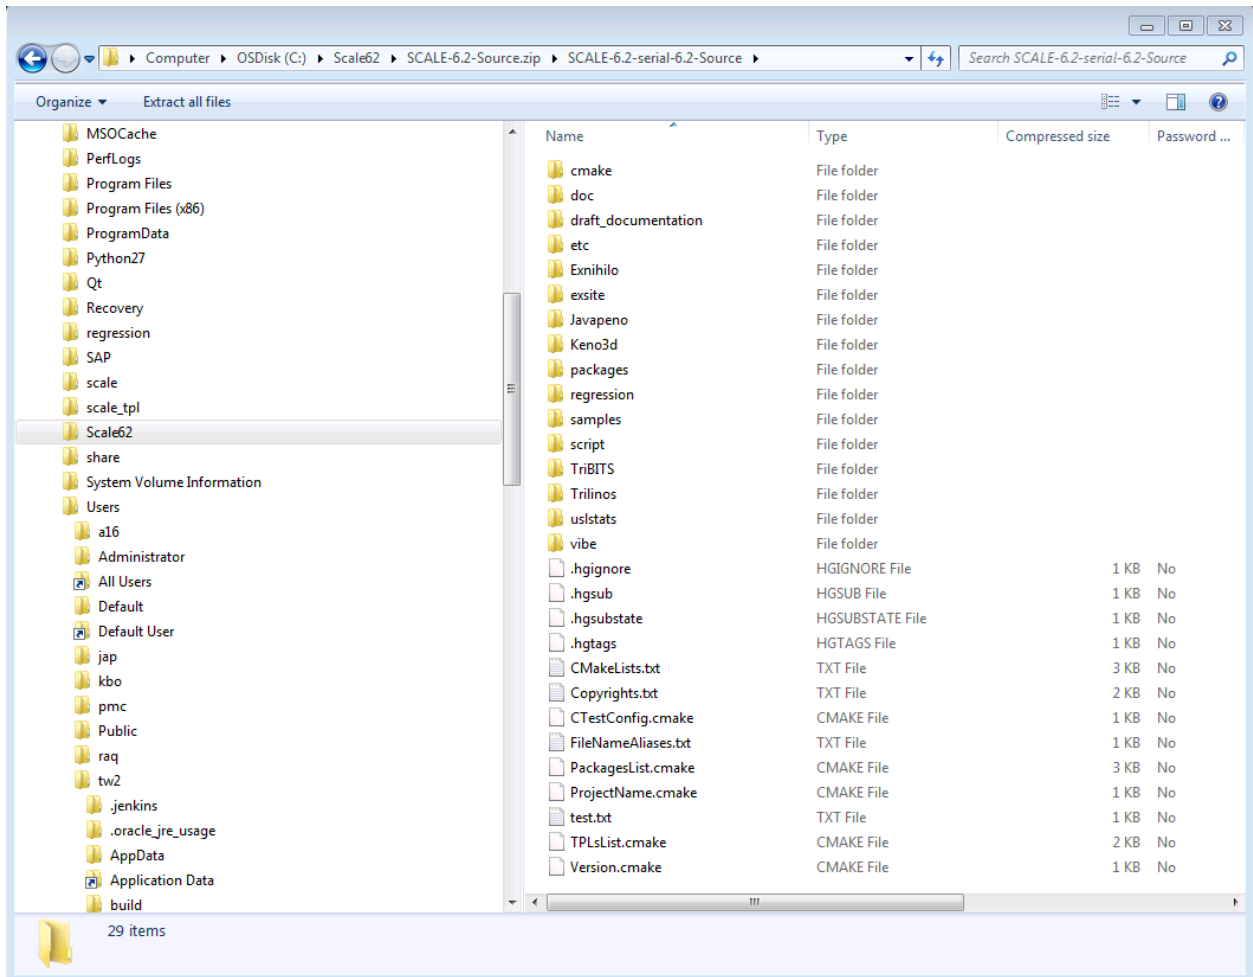 Computer OSDisk (C:) Scale62 SCALE-6.2-Source.zip SCALE-6.2-serial-6.2-Source Search SCALE-6.2-serial-6.2-Source
Organize Extract all files
MSOCache
PerfLogs
Program Files
Program Files (x86)
ProgramData
Python27
Qt
Recovery
regression
SAP
scale
scale_tpl
Scale62
share
System Volume Information
Users
a16
Administrator
All Users
Default
Default User
jap
kbo
pmc
Public
raq
tw2
.jenkins
.oracle_jre_usage
AppData
Application Data
build
Name Type Compressed size Password ...
cmake File folder
doc File folder
draft_documentation File folder
etc File folder
Exnihilo File folder
exsite File folder
Javapeno File folder
Keno3d File folder
packages File folder
regression File folder
samples File folder
script File folder
TriBITS File folder
Trilinos File folder
uslstats File folder
vibe File folder
.hgignore HGIGNORE File 1 KB No
.hgsub HGSUB File 1 KB No
.hgsubstate HGSUBSTATE File 1 KB No
.hgtags HGTAGS File 1 KB No
CMakeLists.txt TXT File 3 KB No
Copyrights.txt TXT File 2 KB No
CTestConfig.cmake CMAKE File 1 KB No
FileNameAliases.txt TXT File 1 KB No
PackagesList.cmake CMAKE File 3 KB No
ProjectName.cmake CMAKE File 1 KB No
test.txt TXT File 1 KB No
TPLsList.cmake CMAKE File 2 KB No
Version.cmake CMAKE File 1 KB No
29 items